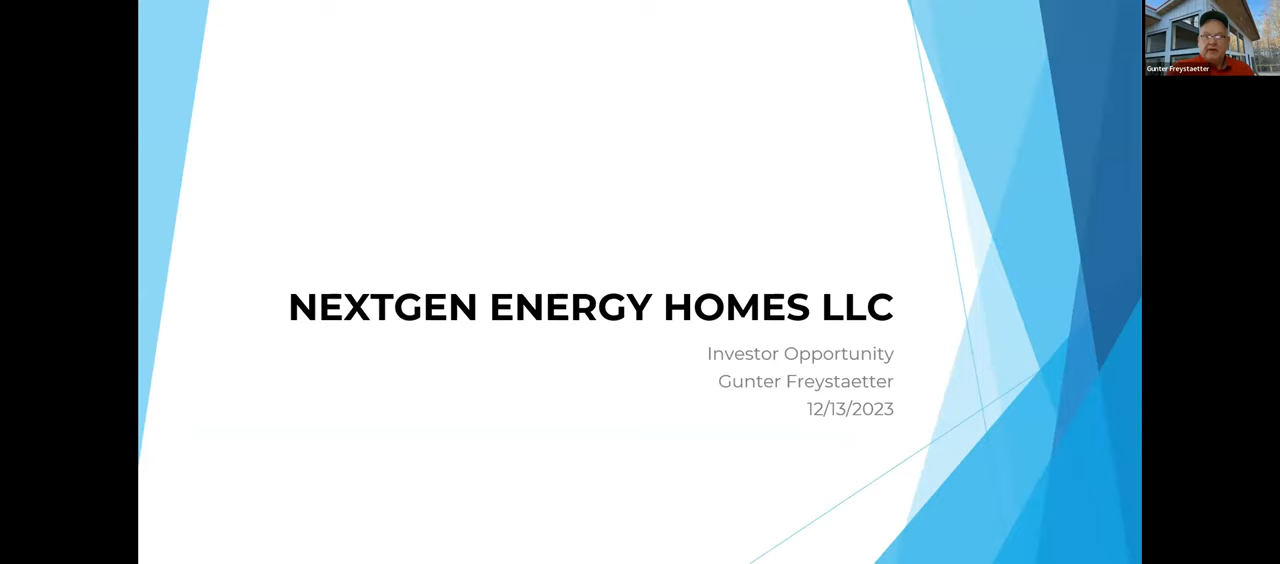 NEXTGEN ENERGY HOMES LLC
Investor Opportunity
Gunter Freystaetter
12/13/2023
Gunter Freystaetter